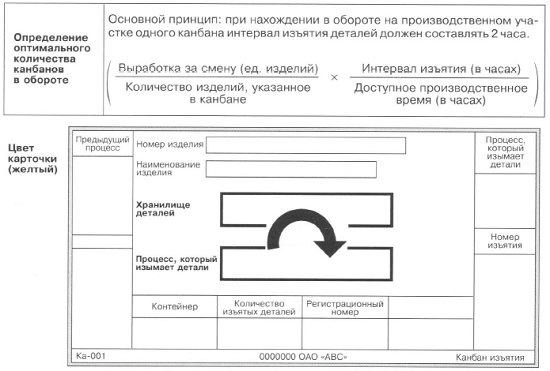 Определение
оптимального
количества
канбанов
в обороте
Основной принцип: при нахождении в обороте на производственном уча-
стке одного канбана интервал изъятия деталей должен составлять 2 часа.
Выработка за смену (ед. изделий)
Количество изделий, указанное
в канбане
×
Интервал изъятия (в часах)
Доступное производственное
время (в часах)
Цвет
карточки
(желтый)
Предыдущий
процесс
Номер изделия
Наименование
изделия
Процесс,
который
изымает
детали
Хранилище
деталей
Номер
изъятия
Процесс, который
изымает детали
Контейнер
Количество
изъятых деталей
Регистрационный
номер
Ка-001
0000000 ОАО «АВС»
Канбан изъятия